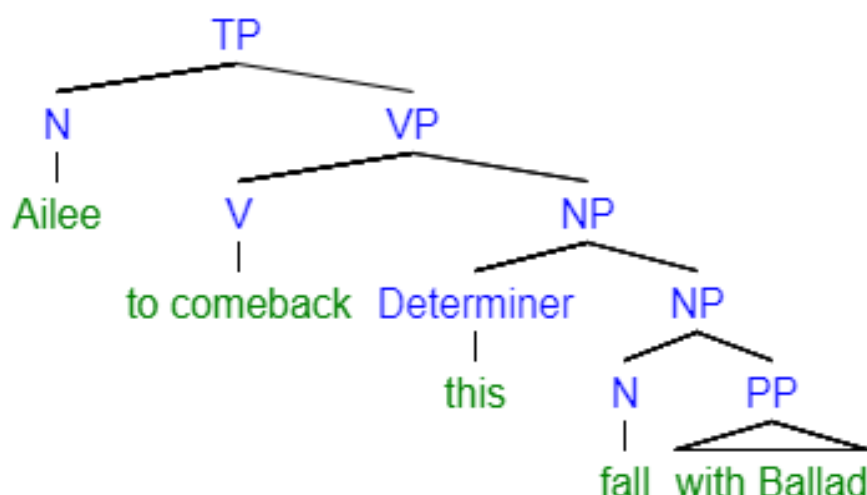 TP
N VP
Ailee V NP
to comeback Determiner NP
this N PP
fall with Ballad